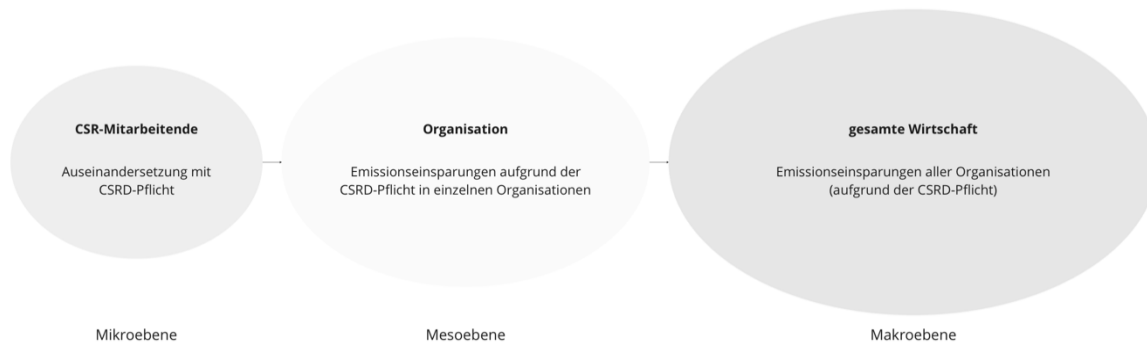 CSR-Mitarbeitende
Auseinandersetzung mit
CSRD-Pflicht
Organisation
Emissionseinsparungen aufgrund der
CSRD-Pflicht in einzelnen Organisationen
gesamte Wirtschaft
Emissionseinsparungen aller Organisationen
(aufgrund der CSRD-Pflicht)
Mikroebene
Mesoebene
Makroebene